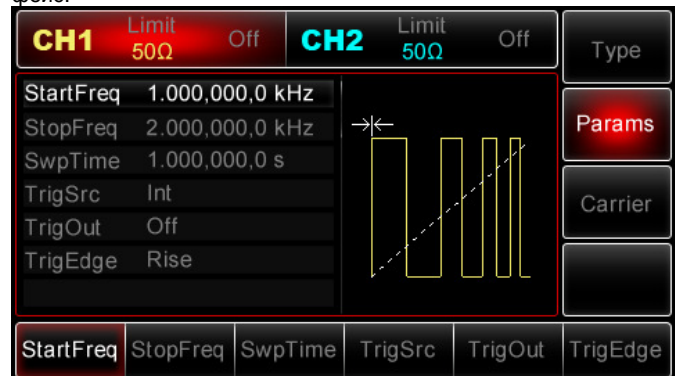 фейс.
CH1 Limit 50Ω Off CH2 Limit 50Ω Off
Type
StartFreq 1.000,000,0 kHz
StopFreq 2.000,000,0 kHz
SwpTime 1.000,000,0 s
TrigSrc Int
TrigOut Off
TrigEdge Rise
Params
Carrier
StartFreq StopFreq SwpTime TrigSrc TrigOut TrigEdge